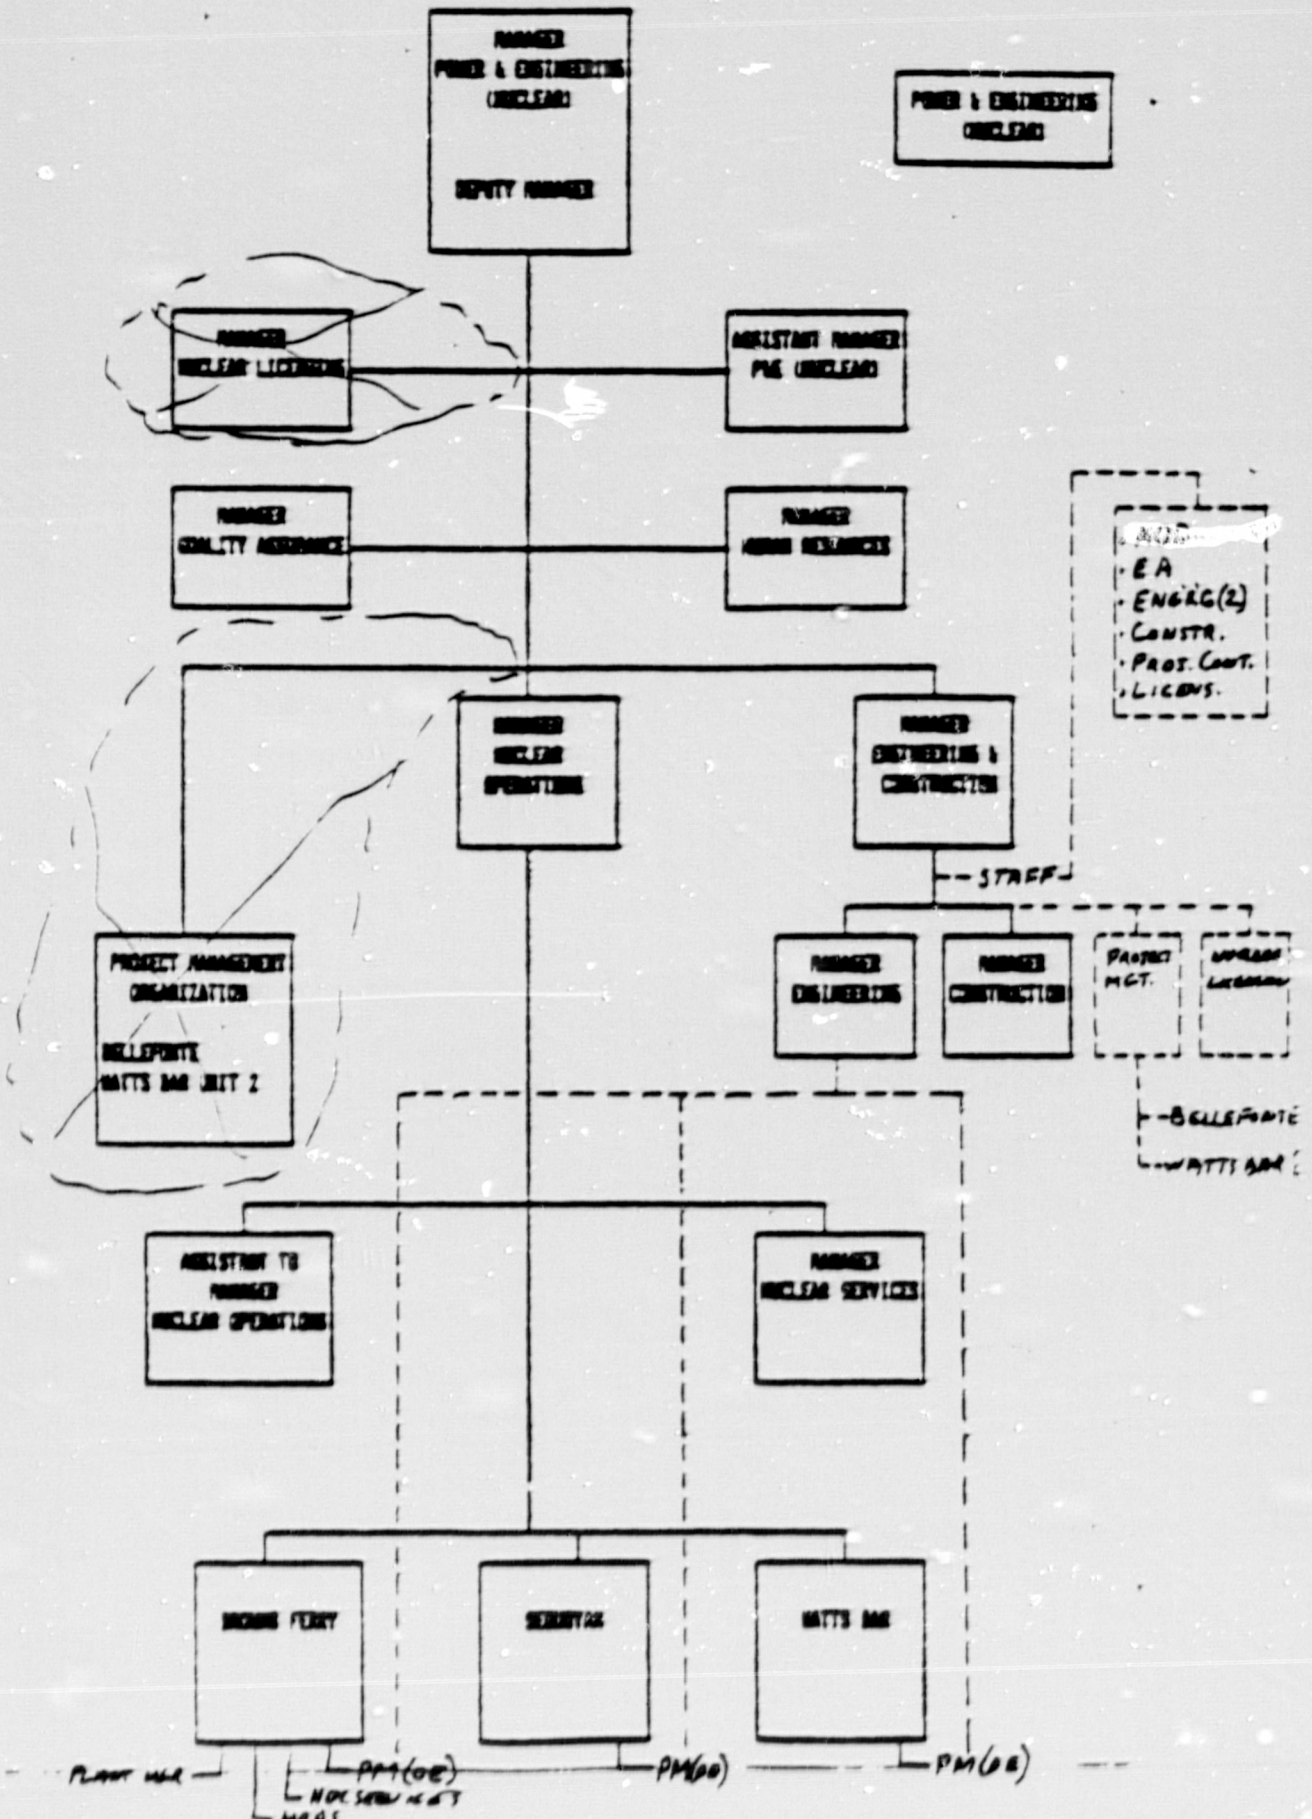 MANAGER
POWER & ENGINEERING
(NUCLEAR)
DEPUTY MANAGER
POWER & ENGINEERING
(NUCLEAR)
MANAGER
NUCLEAR LICENSING
ASSISTANT MANAGER
P&E (NUCLEAR)
MANAGER
QUALITY ASSURANCE
MANAGER
HUMAN RESOURCES
· EA
· ENGRG(2)
· CONSTR.
· PROJ. CONT.
· LICENS.
MANAGER
NUCLEAR
OPERATIONS
MANAGER
ENGINEERING &
CONSTRUCTION
STAFF
PROJECT MANAGEMENT
ORGANIZATION
BELLEFONTE
WATTS BAR UNIT 2
MANAGER
ENGINEERING
MANAGER
CONSTRUCTION
PROJECT
MGT.
BELLEFONTE
WATTS BAR
ASSISTANT TO
MANAGER
NUCLEAR OPERATIONS
MANAGER
NUCLEAR SERVICES
BROWNS FERRY
SEQUOYAH
WATTS BAR
PLANT MGR
PM(OE)
PM(OE)
PM(OE)